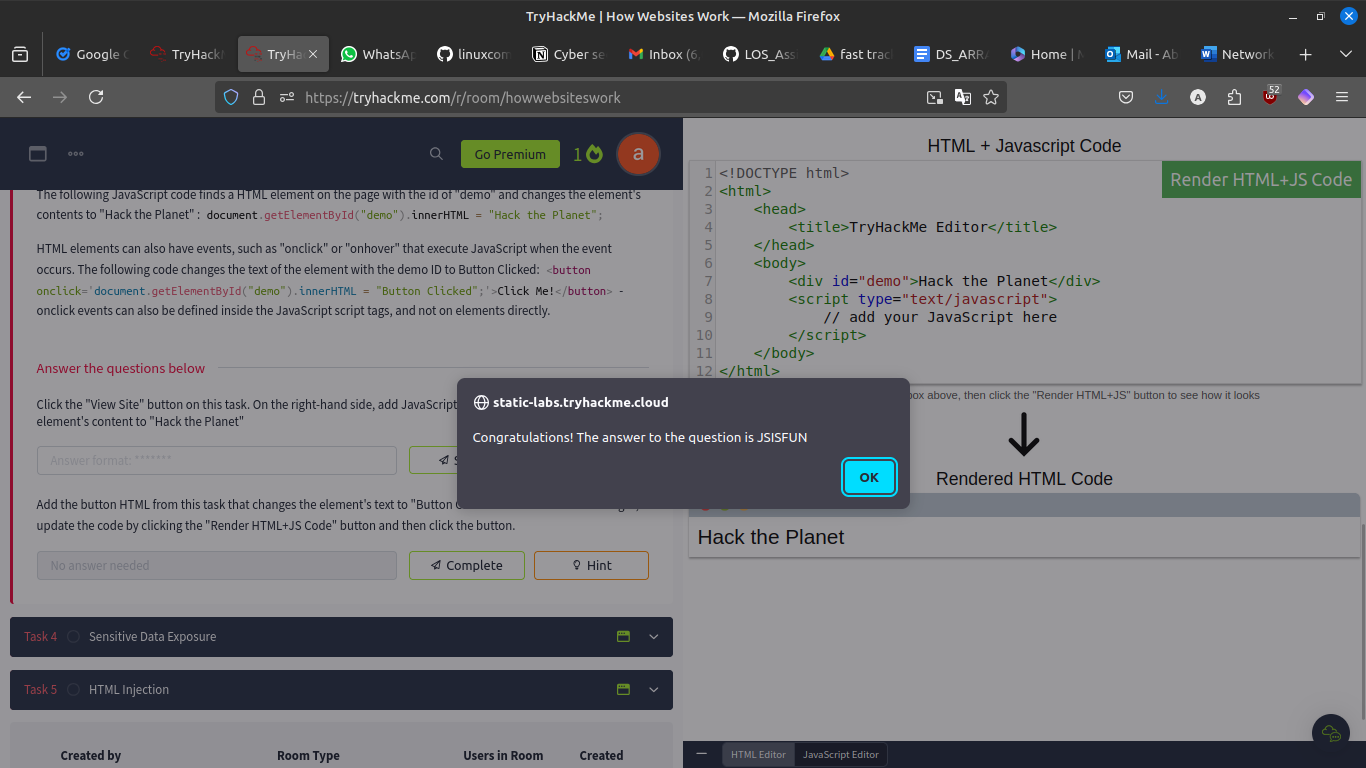 TryHackMe | How Websites Work — Mozilla Firefox
Google
TryHackM
TryHac
WhatsAp
linuxcom
Cyber se
Inbox (6,
LOS_Ass
fast trac
DS_ARRA
Home | M
Mail - Ab
Network
https://tryhackme.com/r/room/howwebsiteswork
A
52
Go Premium
1
a
The following JavaScript code finds a HTML element on the page with the id of "demo" and changes the element's
contents to "Hack the Planet" : document.getElementById("demo").innerHTML = "Hack the Planet";
HTML elements can also have events, such as "onclick" or "onhover" that execute JavaScript when the event
occurs. The following code changes the text of the element with the demo ID to Button Clicked: <button
onclick='document.getElementById("demo").innerHTML = "Button Clicked";'>Click Me!</button> -
onclick events can also be defined inside the JavaScript script tags, and not on elements directly.
Answer the questions below
Click the "View Site" button on this task. On the right-hand side, add JavaScript
element's content to "Hack the Planet"
Answer format: *******
Add the button HTML from this task that changes the element's text to "Button C
update the code by clicking the "Render HTML+JS Code" button and then click the button.
No answer needed
Complete
Hint
Task 4
Sensitive Data Exposure
Task 5
HTML Injection
Created by
Room Type
Users in Room
Created
HTML + Javascript Code
Render HTML+JS Code
1 <!DOCTYPE html>
2 <html>
3 <head>
4 <title>TryHackMe Editor</title>
5 </head>
6 <body>
7 <div id="demo">Hack the Planet</div>
8 <script type="text/javascript">
9 // add your JavaScript here
10 </script>
11 </body>
12 </html>
box above, then click the "Render HTML+JS" button to see how it looks
Rendered HTML Code
Hack the Planet
HTML Editor
JavaScript Editor
static-labs.tryhackme.cloud
Congratulations! The answer to the question is JSISFUN
OK